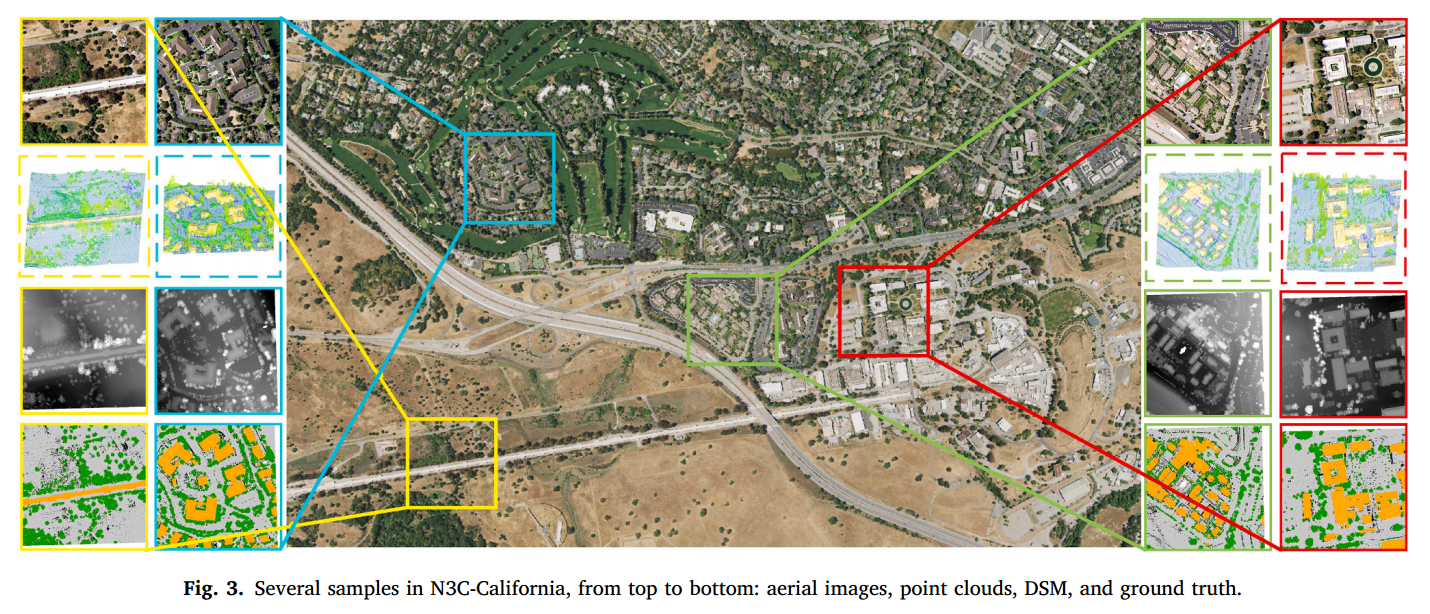 Fig. 3. Several samples in N3C-California, from top to bottom: aerial images, point clouds, DSM, and ground truth.